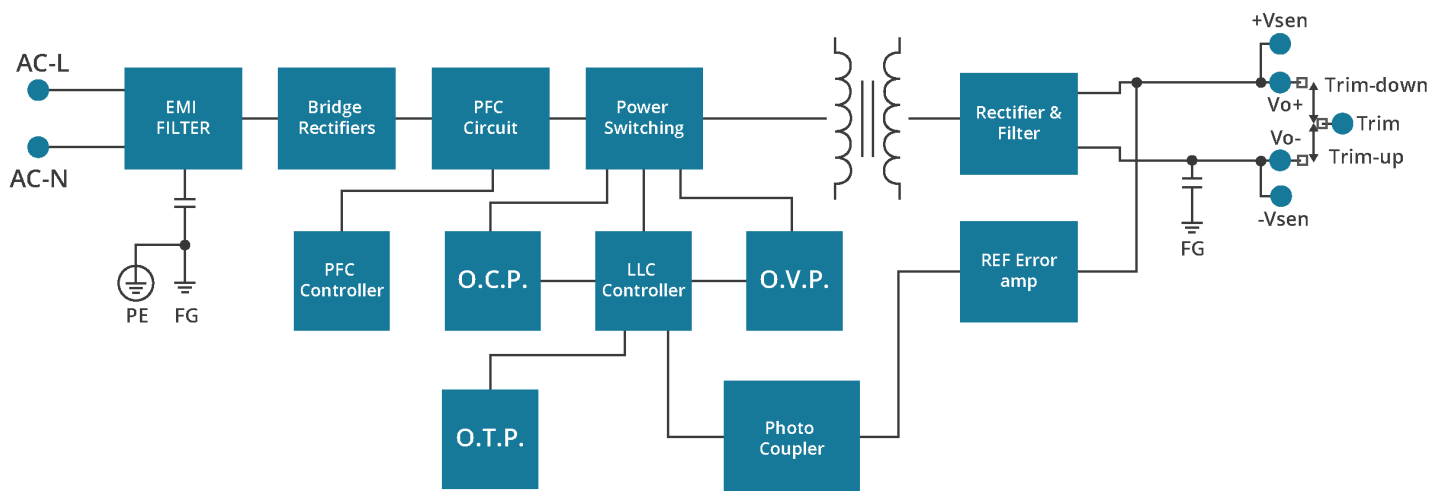 AC-L
AC-N
EMI
FILTER
Bridge
Rectifiers
PFC
Circuit
Power
Switching
Rectifier &
Filter
+Vsen
Vo+
Trim-down
Trim
Vo-
Trim-up
-Vsen
FG
PE
FG
PFC
Controller
O.C.P.
LLC
Controller
O.V.P.
REF Error
amp
O.T.P.
Photo
Coupler